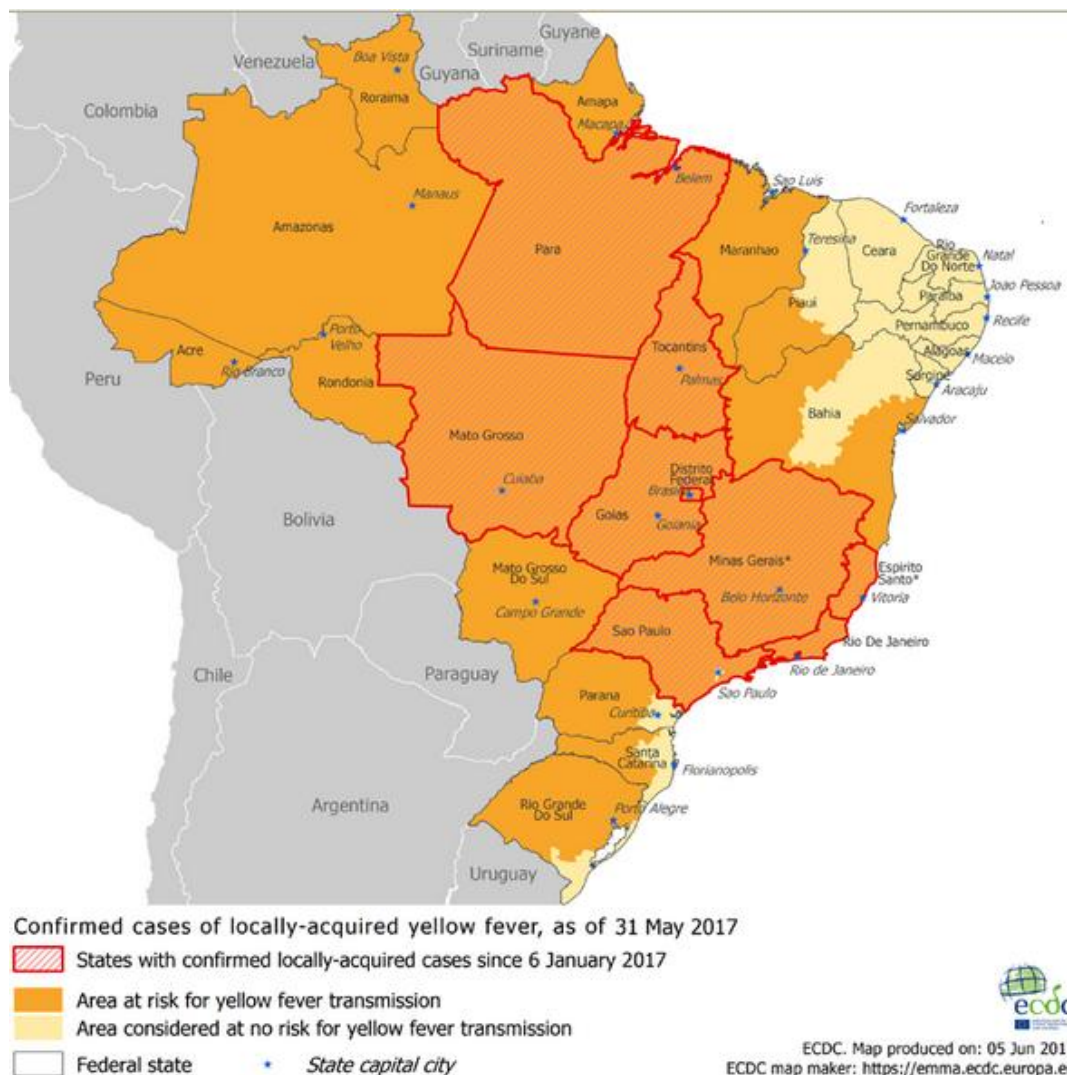 Guyane
Suriname
Venezuela
Boa Vista
Guyana
Roraima
Colombia
Amapa
Macapa
Belem
Sao Luis
Manaus
Fortaleza
Amazonas
Para
Maranhao
Teresina
Ceara
Rio
Grande
Do Norte
Natal
Joao Pessoa
Piaui
Paraiba
Pernambuco
Recife
Porto
Velho
Tocantins
Alagoas
Maceio
Acre
Rio Branco
Palmas
Sergipe
Aracaju
Peru
Rondonia
Bahia
Salvador
Mato Grosso
Distrito
Federal
Cuiaba
Brasilia
Goias
Goiania
Bolivia
Minas Gerais*
Espirito
Santo*
Mato Grosso
Do Sul
Belo Horizonte
Vitoria
Campo Grande
Sao Paulo
Rio De Janeiro
Rio de Janeiro
Chile
Paraguay
Sao Paulo
Parana
Curitiba
Santa
Catarina
Florianopolis
Argentina
Rio Grande
Do Sul
Porto Alegre
Uruguay
Confirmed cases of locally-acquired yellow fever, as of 31 May 2017
States with confirmed locally-acquired cases since 6 January 2017
Area at risk for yellow fever transmission
Area considered at no risk for yellow fever transmission
Federal state
State capital city
ecdc
ECDC. Map produced on: 05 Jun 201
ECDC map maker: https://emma.ecdc.europa.e